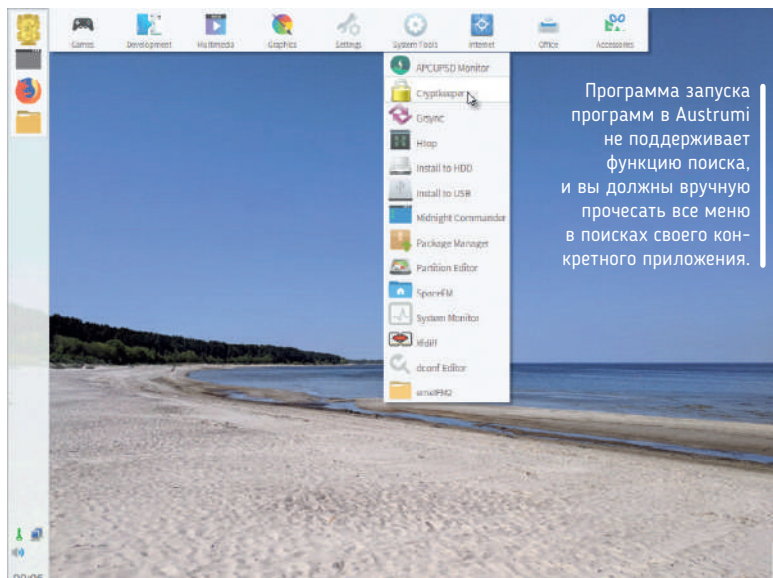 Games Development Multimedia Graphics Settings System Tools Internet Office Accessories
APCUPSD Monitor
Cryptkeeper
Grsync
Htop
Install to HDD
Install to USB
Midnight Commander
Package Manager
Partition Editor
SpaceFM
System Monitor
Xfdiff
dconf Editor
emelFM2
Программа запуска
программ в Austrumi
не поддерживает
функцию поиска,
и вы должны вручную
прочесать все меню
в поисках своего кон-
кретного приложения.